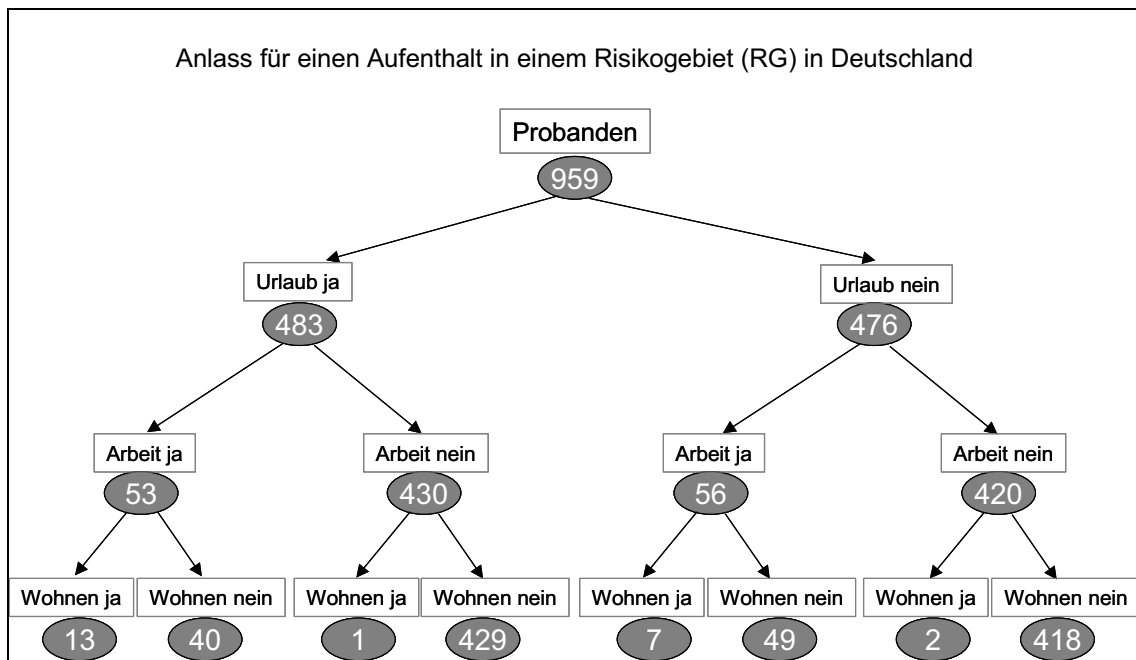 Anlass für einen Aufenthalt in einem Risikogebiet (RG) in Deutschland
Probanden
959
Urlaub ja
Urlaub nein
483
476
Arbeit ja
Arbeit nein
Arbeit ja
Arbeit nein
53
430
56
420
Wohnen ja
Wohnen nein
Wohnen ja
Wohnen nein
Wohnen ja
Wohnen nein
Wohnen ja
Wohnen nein
13
40
1
429
7
49
2
418